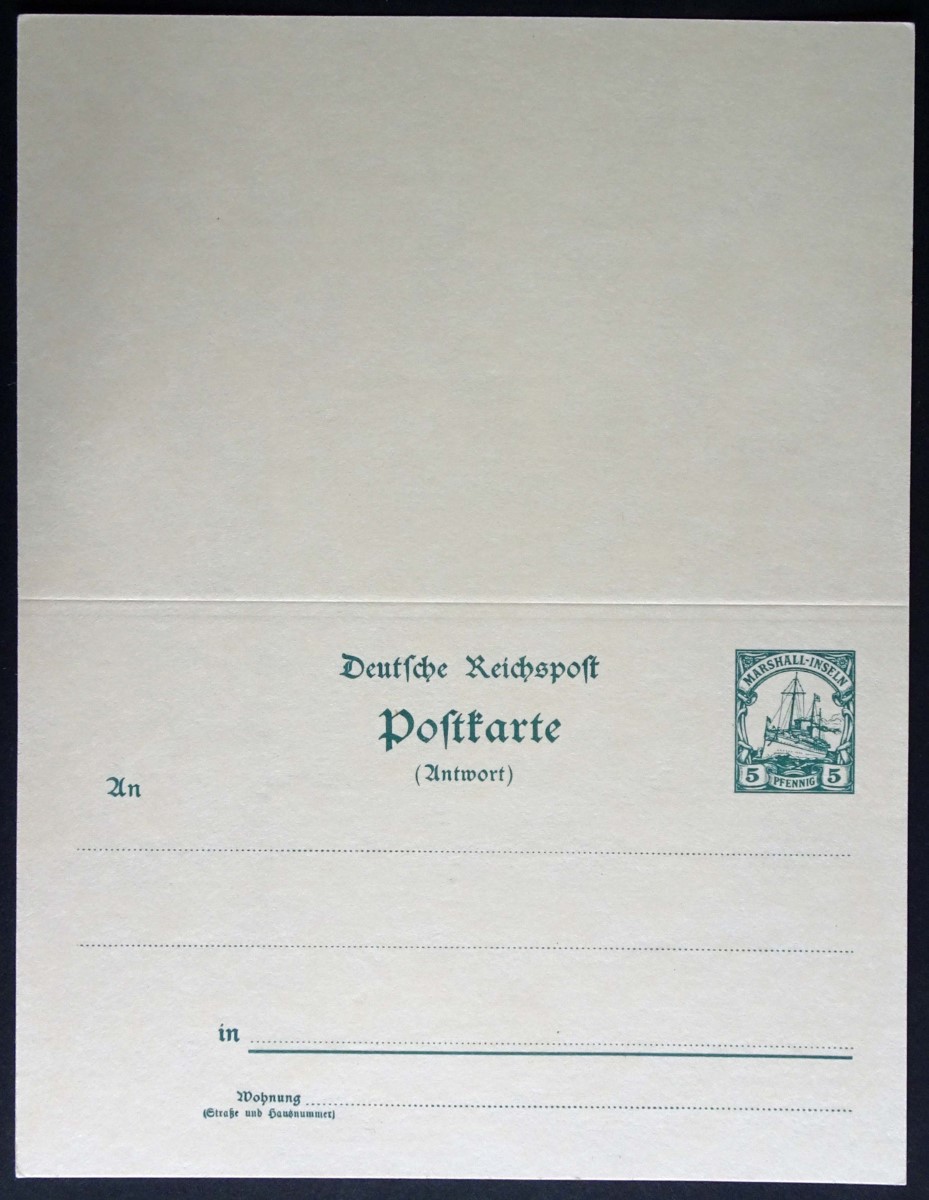 Deutsche Reichspost
Postkarte
(Antwort)
MARSHALL-INSELN
5 PFENNIG 5
An
in
Wohnung
(Straße und Hausnummer)